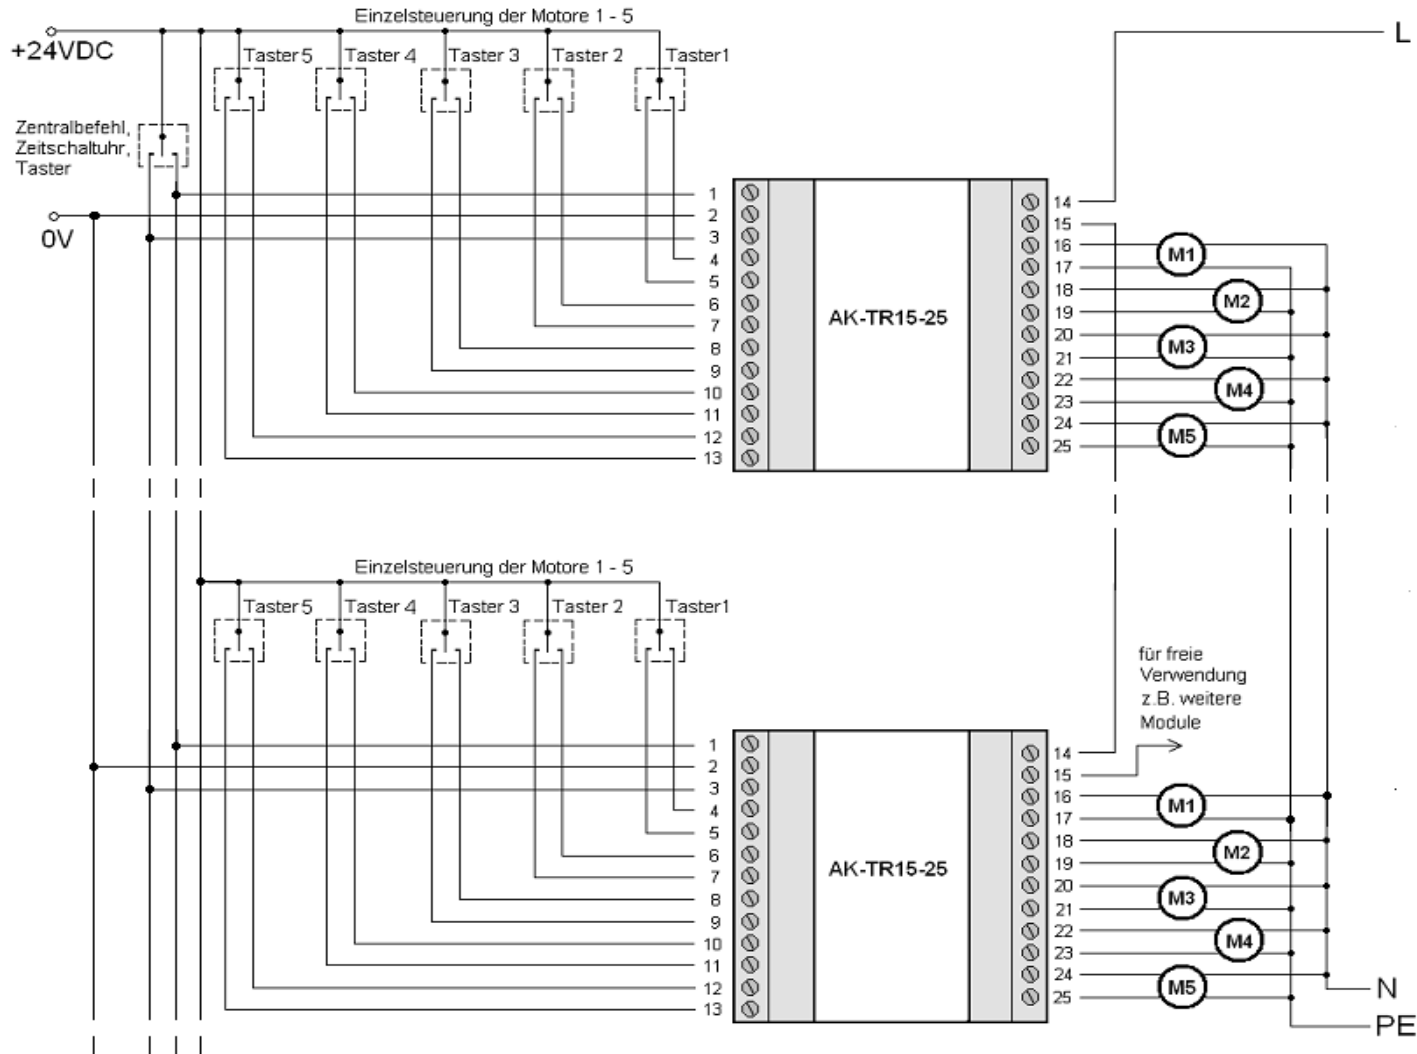 Einzelsteuerung der Motore 1 - 5
L
+24VDC
Taster 5
Taster 4
Taster 3
Taster 2
Taster1
Zentralbefehl,
Zeitschaltuhr,
Taster
0V
1
2
3
4
5
6
7
8
9
10
11
12
13
AK-TR15-25
14
15
16
17
18
19
20
21
22
23
24
25
M1
M2
M3
M4
M5
Einzelsteuerung der Motore 1 - 5
Taster 5
Taster 4
Taster 3
Taster 2
Taster1
für freie
Verwendung
z.B. weitere
Module
1
2
3
4
5
6
7
8
9
10
11
12
13
AK-TR15-25
14
15
16
17
18
19
20
21
22
23
24
25
M1
M2
M3
M4
M5
N
PE